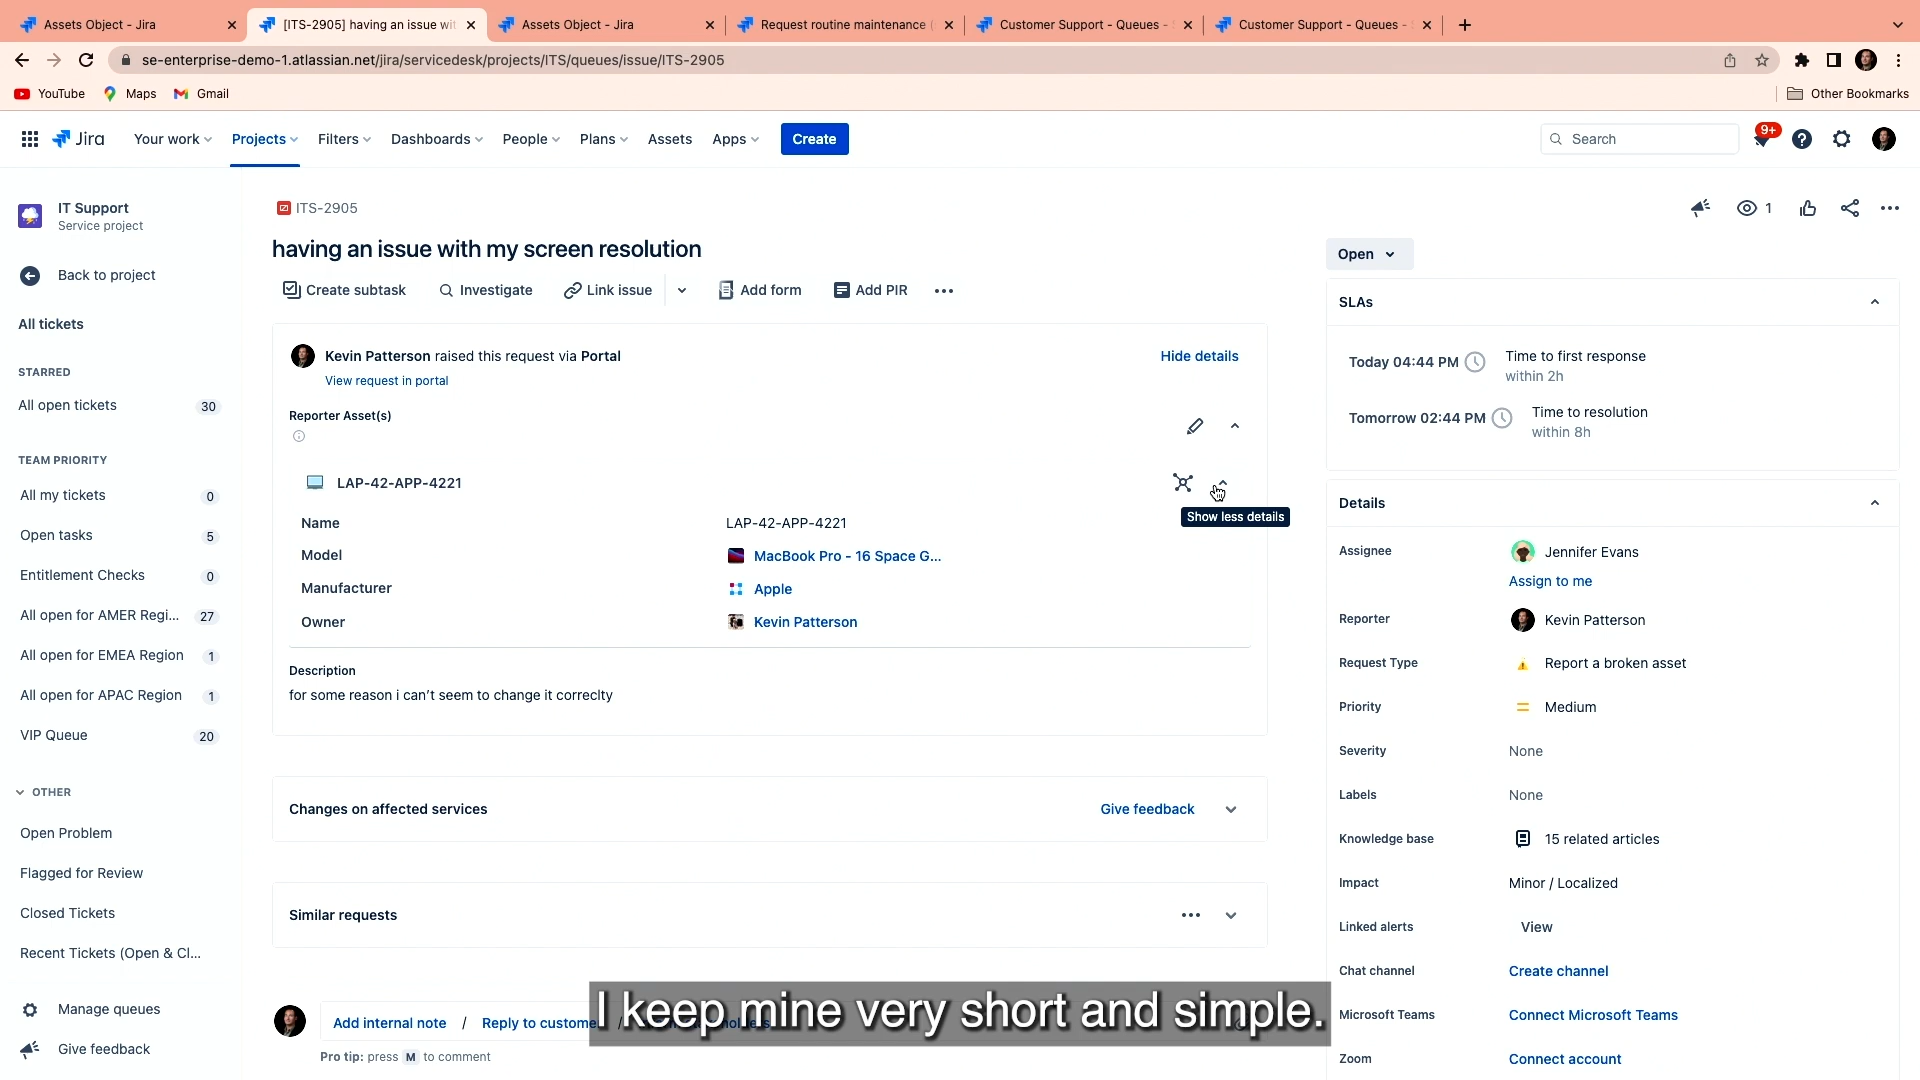 Assets Object - Jira
[ITS-2905] having an issue wit
Assets Object - Jira
Request routine maintenance
Customer Support - Queues -
Customer Support - Queues -
se-enterprise-demo-1.atlassian.net/jira/servicedesk/projects/ITS/queues/issue/ITS-2905
YouTube
Maps
Gmail
Other Bookmarks
Jira
Your work
Projects
Filters
Dashboards
People
Plans
Assets
Apps
Create
Search
9+
IT Support
Service project
Back to project
All tickets
STARRED
All open tickets 30
TEAM PRIORITY
All my tickets 0
Open tasks 5
Entitlement Checks 0
All open for AMER Regi... 27
All open for EMEA Region 1
All open for APAC Region 1
VIP Queue 20
OTHER
Open Problem
Flagged for Review
Closed Tickets
Recent Tickets (Open & Cl...
Manage queues
Give feedback
ITS-2905
having an issue with my screen resolution
Create subtask
Investigate
Link issue
Add form
Add PIR
Kevin Patterson raised this request via Portal
Hide details
View request in portal
Reporter Asset(s)
LAP-42-APP-4221
Show less details
Name LAP-42-APP-4221
Model MacBook Pro - 16 Space G...
Manufacturer Apple
Owner Kevin Patterson
Description
for some reason i can't seem to change it correclty
Changes on affected services
Give feedback
Similar requests
Add internal note / Reply to custome
Pro tip: press M to comment
I keep mine very short and simple.
1
Open
SLAs
Today 04:44 PM Time to first response
within 2h
Tomorrow 02:44 PM Time to resolution
within 8h
Details
Assignee Jennifer Evans
Assign to me
Reporter Kevin Patterson
Request Type Report a broken asset
Priority Medium
Severity None
Labels None
Knowledge base 15 related articles
Impact Minor / Localized
Linked alerts View
Chat channel Create channel
Microsoft Teams Connect Microsoft Teams
Zoom Connect account